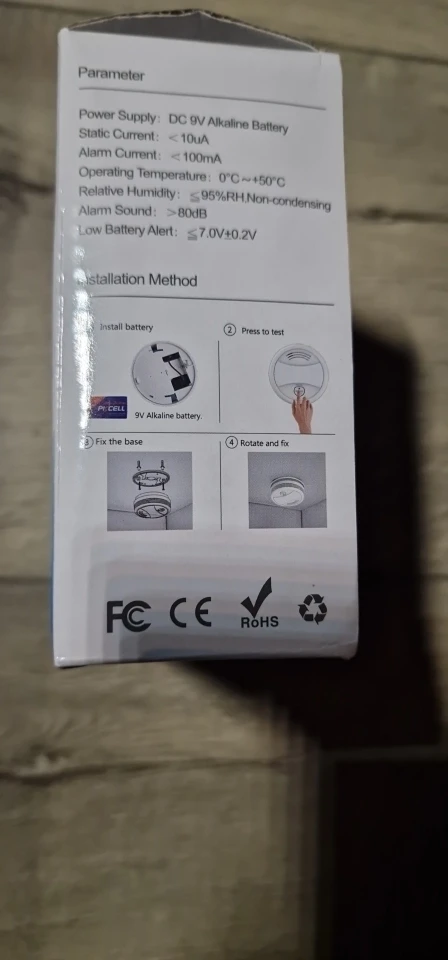 Parameter
Power Supply: DC 9V Alkaline Battery
Static Current: <10uA
Alarm Current: <100mA
Operating Temperature: 0°C~+50°C
Relative Humidity: ≦95%RH,Non-condensing
Alarm Sound: >80dB
Low Battery Alert: ≦7.0V±0.2V
Installation Method
Install battery
② Press to test
PKCELL
9V Alkaline battery.
③ Fix the base
④ Rotate and fix
FC CE RoHS